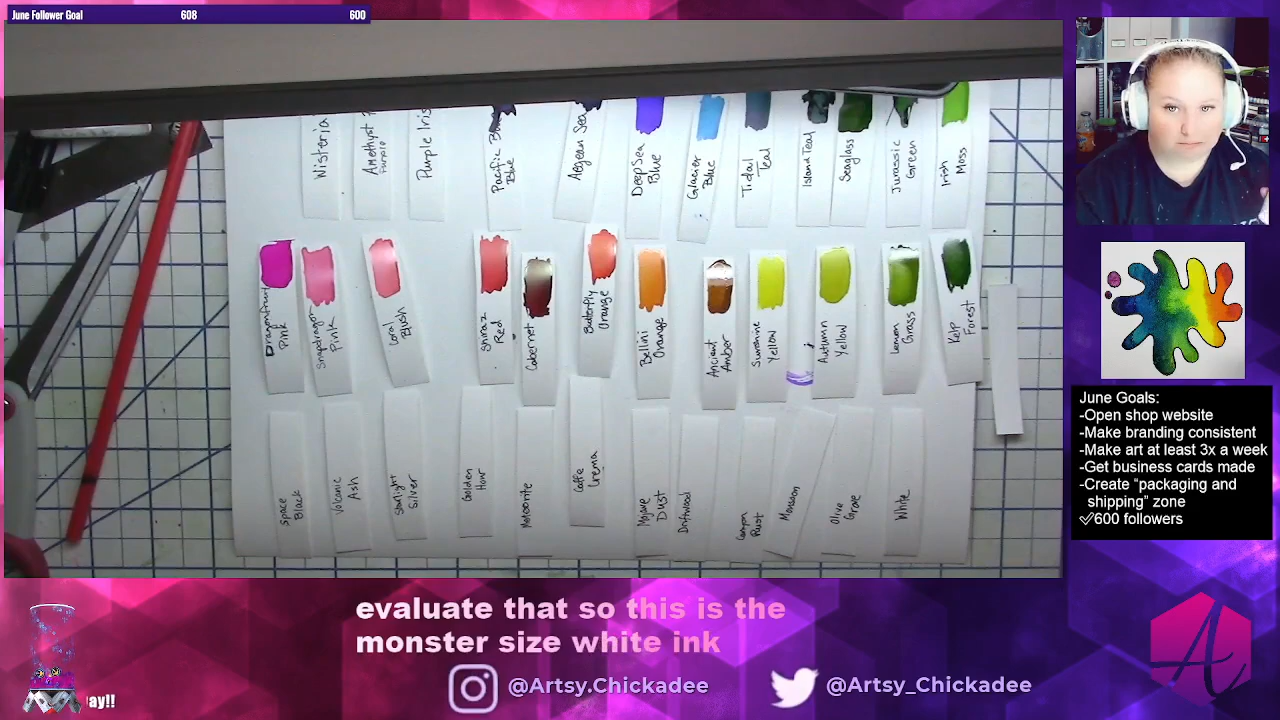 June Follower Goal 608 600
Wisteria
Amethyst
Purple Iris
Pacific
Blue
Aegean Sea
Deep Sea
Blue
Glacier
Blue
Tidal
Teal
Island Teal
Seaglass
Jurassic
Green
Irish
Moss
Dragonfruit
Pink
Snapdragon
Pink
Coral
Blush
Shiraz
Red
Cabernet
Butterfly
Orange
Bellini
Orange
Ancient
Amber
Sunshine
Yellow
Autumn
Yellow
Lemon
Grass
Kelp
Forest
Space
Black
Volcanic
Ash
Starlight
Silver
Golden
Hour
Meteorite
Caffe
Crema
Mojave
Dust
Driftwood
Canyon
Rust
Monsoon
Olive
Grove
White
June Goals:
-Open shop website
-Make branding consistent
-Make art at least 3x a week
-Get business cards made
-Create "packaging and
shipping" zone
✓600 followers
evaluate that so this is the
monster size white ink
@Artsy.Chickadee
@Artsy_Chickadee
ay!!